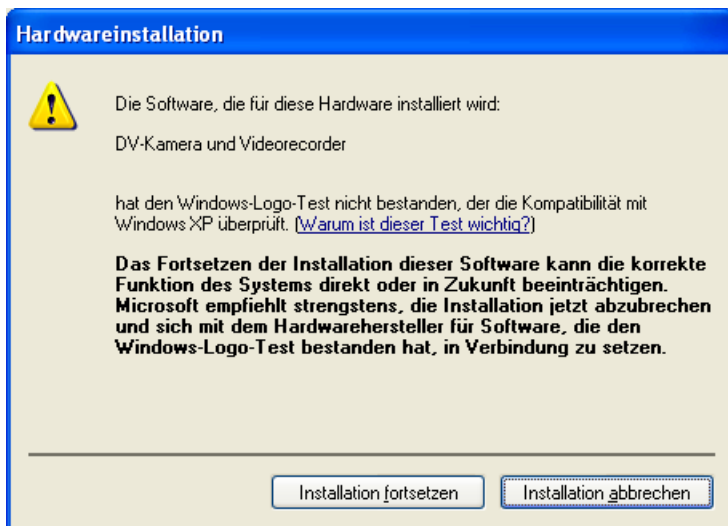 Hardwareinstallation
Die Software, die für diese Hardware installiert wird:
DV-Kamera und Videorecorder
hat den Windows-Logo-Test nicht bestanden, der die Kompatibilität mit
Windows XP überprüft. (Warum ist dieser Test wichtig?)
Das Fortsetzen der Installation dieser Software kann die korrekte
Funktion des Systems direkt oder in Zukunft beeinträchtigen.
Microsoft empfiehlt strengstens, die Installation jetzt abzubrechen
und sich mit dem Hardwarehersteller für Software, die den
Windows-Logo-Test bestanden hat, in Verbindung zu setzen.
Installation fortsetzen
Installation abbrechen